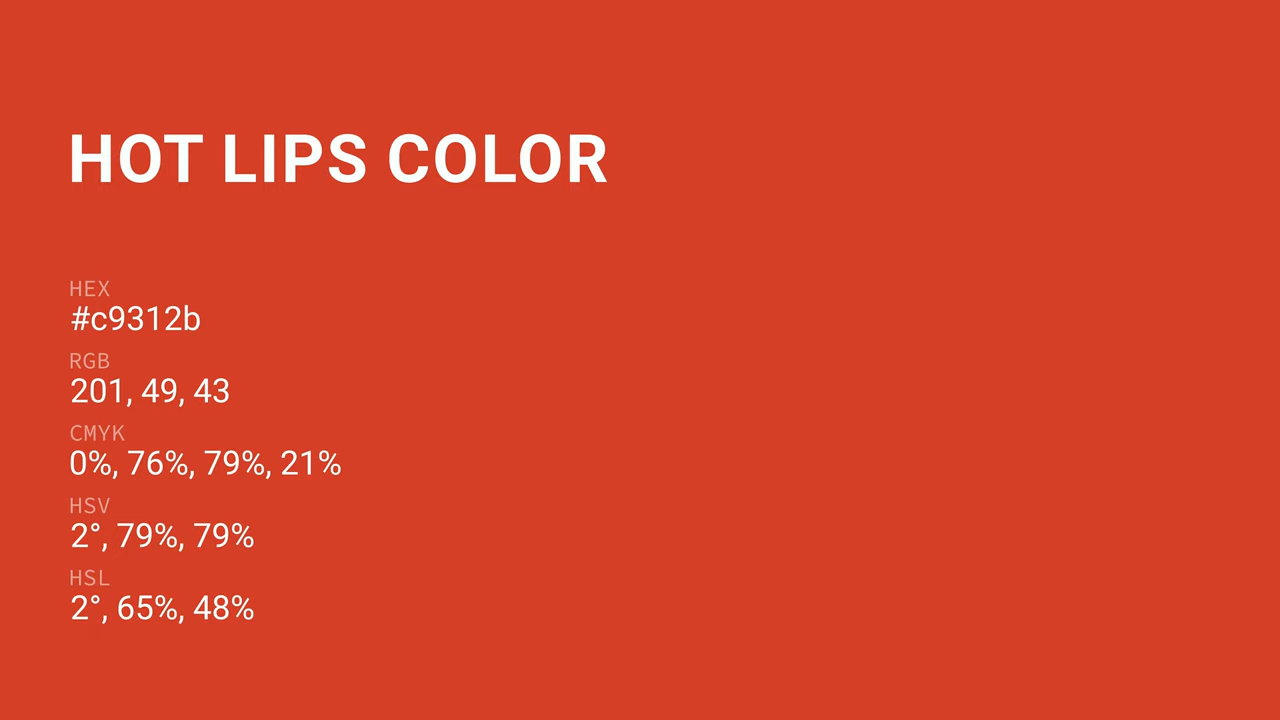 HOT LIPS COLOR
HEX
#c9312b
RGB
201, 49, 43
CMYK
0%, 76%, 79%, 21%
HSV
2°, 79%, 79%
HSL
2°, 65%, 48%